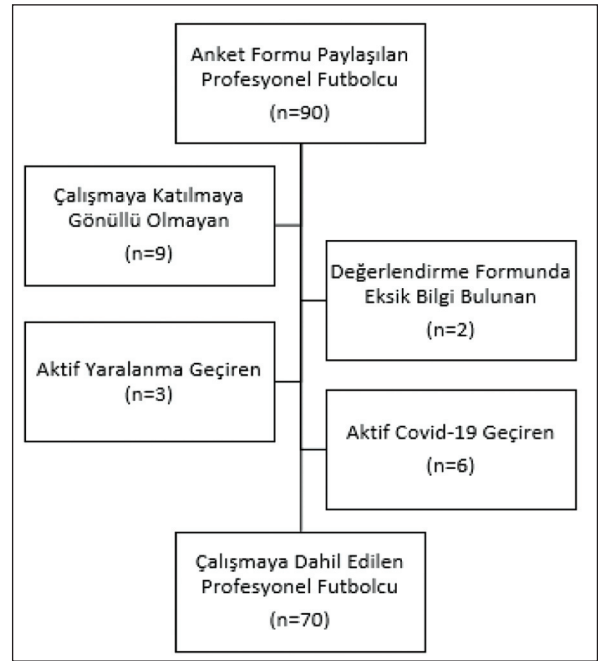 Anket Formu Paylaşılan
Profesyonel Futbolcu
(n=90)
Çalışmaya Katılmaya
Gönüllü Olmayan
(n=9)
Değerlendirme Formunda
Eksik Bilgi Bulunan
(n=2)
Aktif Yaralanma Geçiren
(n=3)
Aktif Covid-19 Geçiren
(n=6)
Çalışmaya Dahil Edilen
Profesyonel Futbolcu
(n=70)